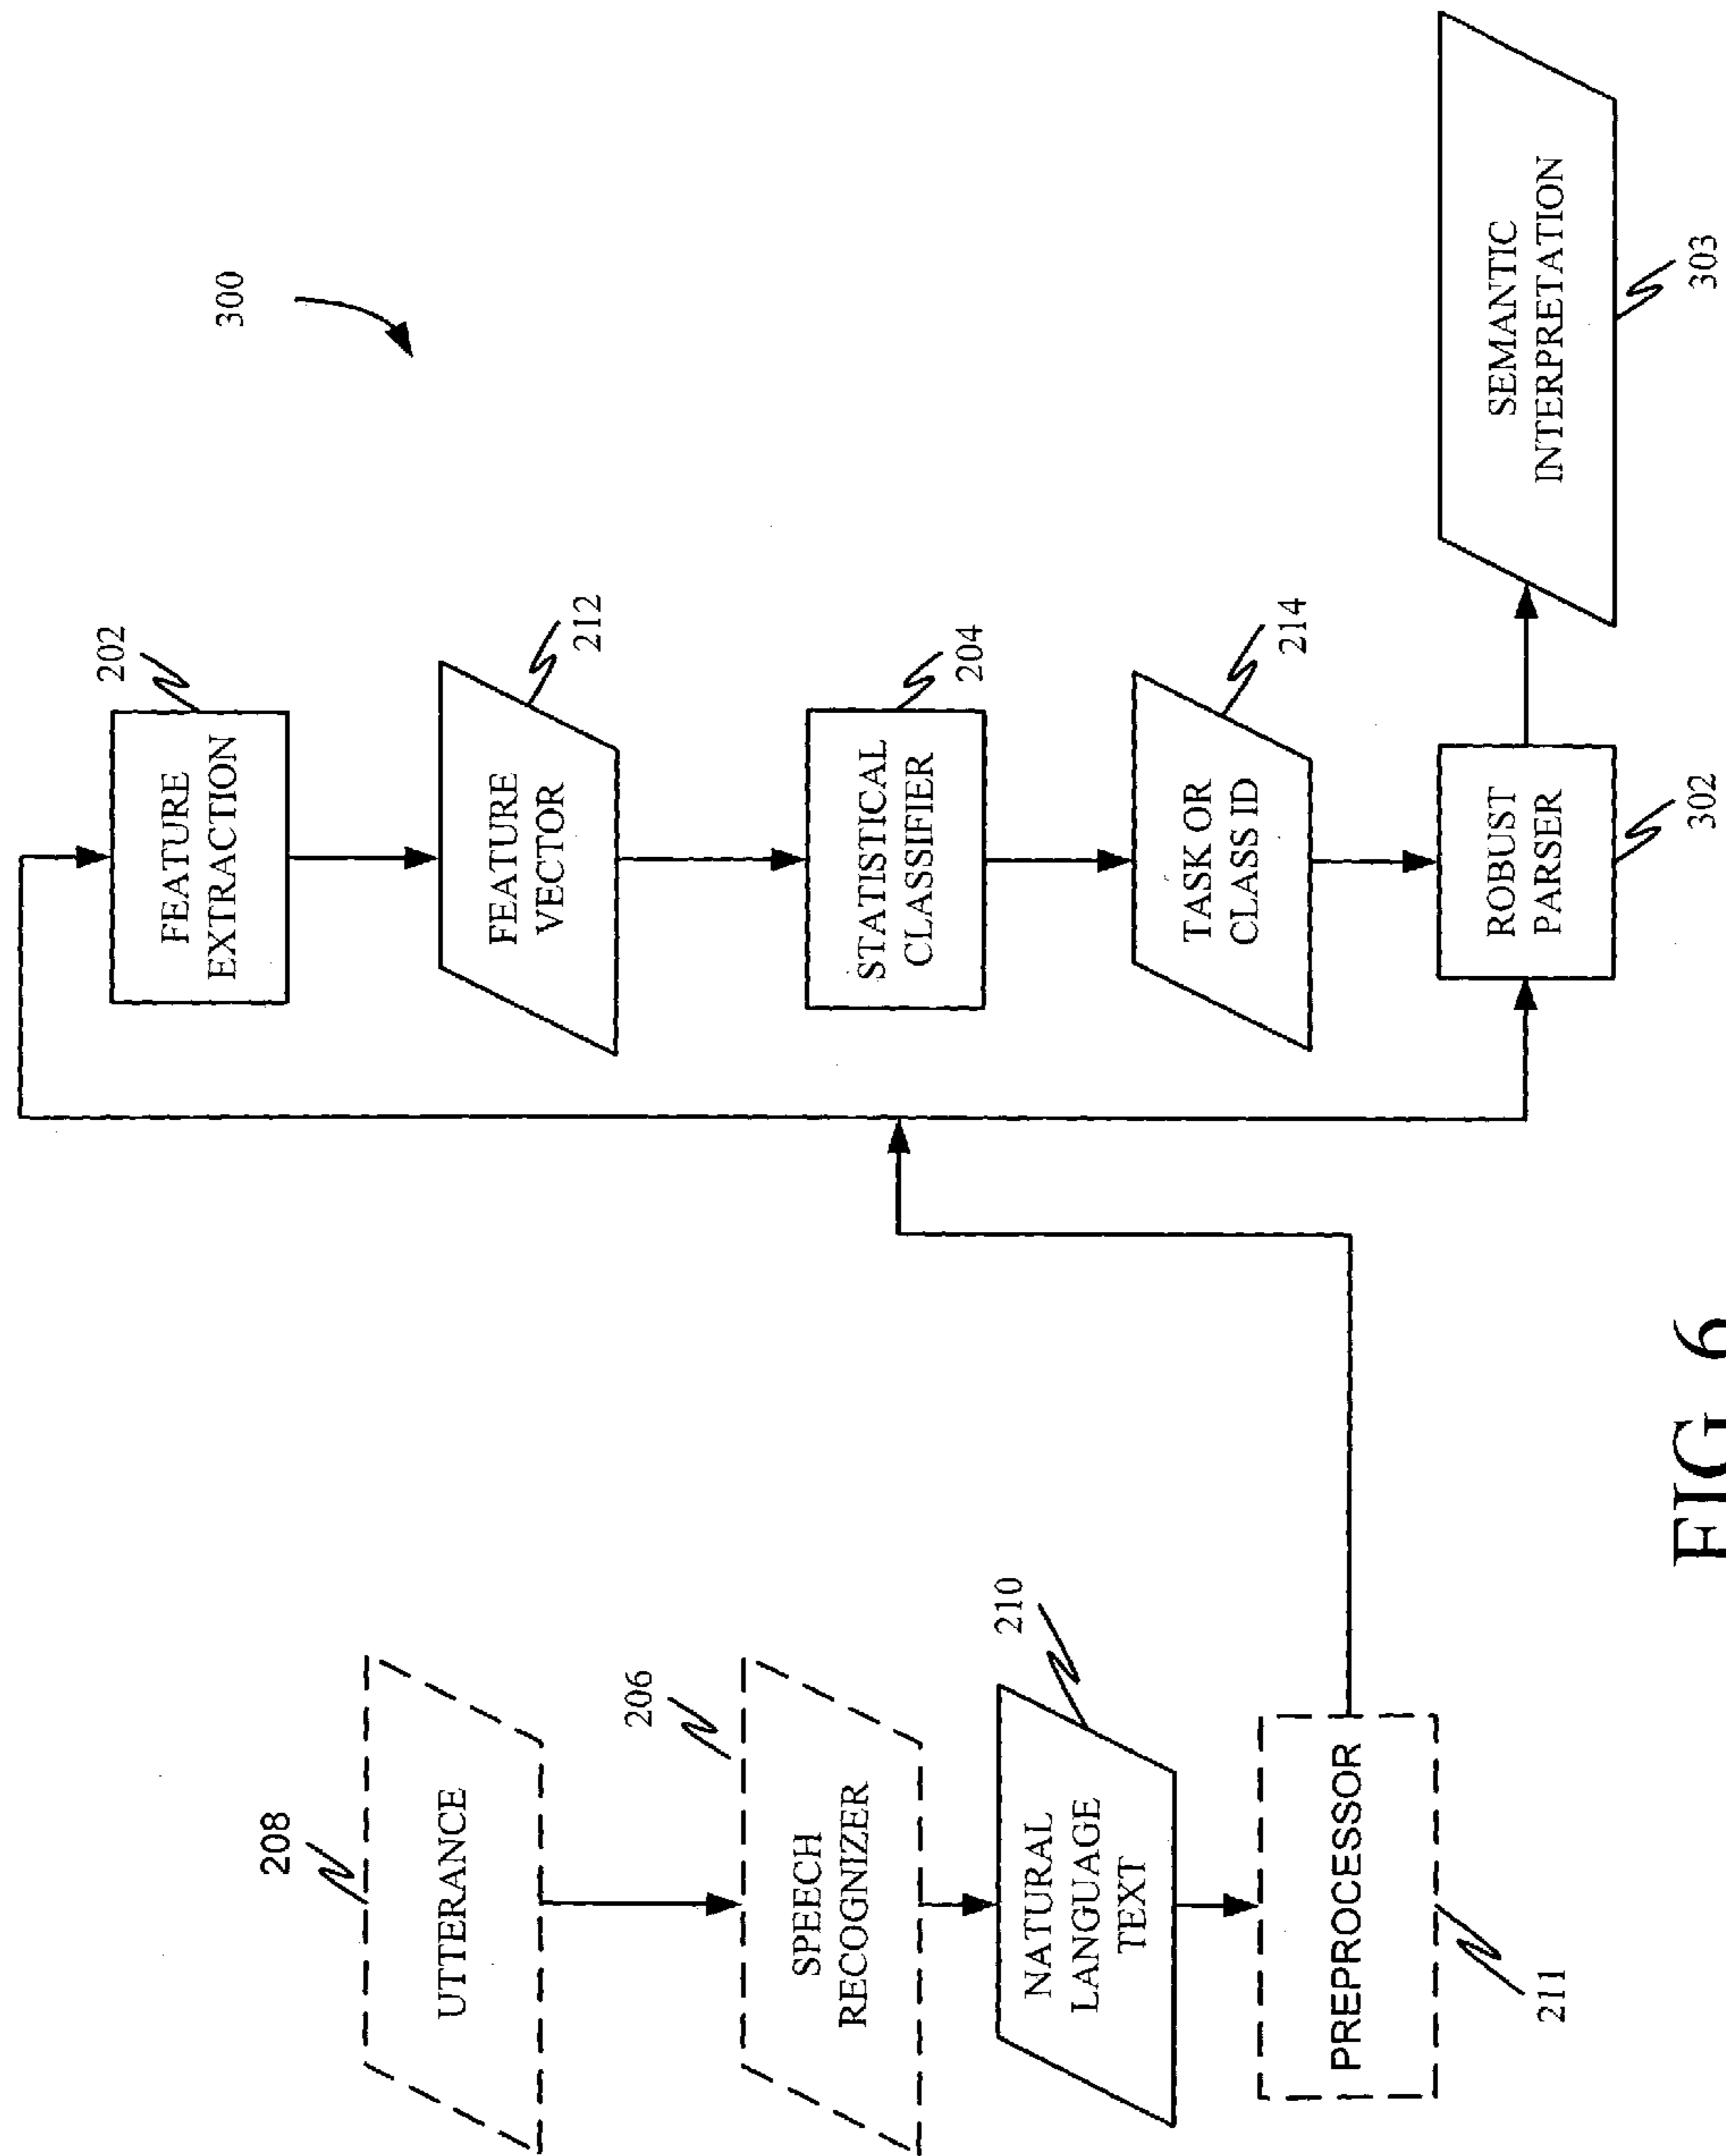 300
208
UTTERANCE
206
SPEECH
RECOGNIZER
210
NATURAL
LANGUAGE
TEXT
PREPROCESSOR
211
202
FEATURE
EXTRACTION
212
FEATURE
VECTOR
204
STATISTICAL
CLASSIFIER
214
TASK OR
CLASS ID
ROBUST
PARSER
302
SEMANTIC
INTERPRETATION
303
FIG. 6